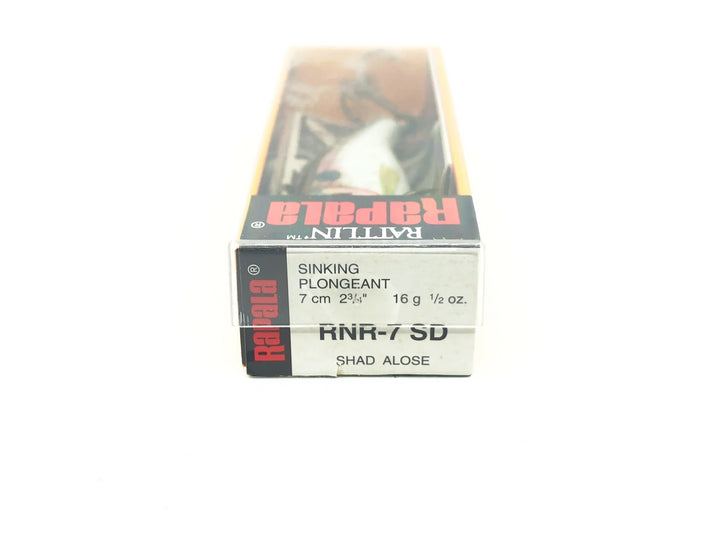 RAPALA®
RATTLIN'™
RAPALA®
SINKING
PLONGEANT
7 cm 2¾" 16 g ½ oz.
RNR-7 SD
SHAD ALOSE